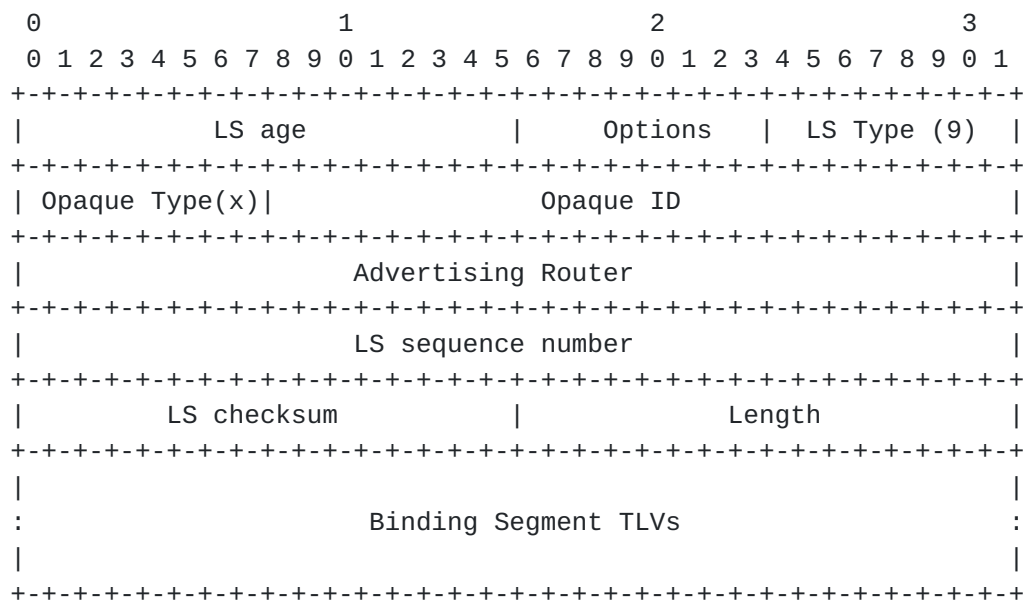 0                   1                   2                   3
 0 1 2 3 4 5 6 7 8 9 0 1 2 3 4 5 6 7 8 9 0 1 2 3 4 5 6 7 8 9 0 1
+-+-+-+-+-+-+-+-+-+-+-+-+-+-+-+-+-+-+-+-+-+-+-+-+-+-+-+-+-+-+-+-+
|            LS age             |     Options   |  LS Type (9)  |
+-+-+-+-+-+-+-+-+-+-+-+-+-+-+-+-+-+-+-+-+-+-+-+-+-+-+-+-+-+-+-+-+
| Opaque Type(x)|                 Opaque ID                     |
+-+-+-+-+-+-+-+-+-+-+-+-+-+-+-+-+-+-+-+-+-+-+-+-+-+-+-+-+-+-+-+-+
|                     Advertising Router                        |
+-+-+-+-+-+-+-+-+-+-+-+-+-+-+-+-+-+-+-+-+-+-+-+-+-+-+-+-+-+-+-+-+
|                     LS sequence number                        |
+-+-+-+-+-+-+-+-+-+-+-+-+-+-+-+-+-+-+-+-+-+-+-+-+-+-+-+-+-+-+-+-+
|         LS checksum           |             Length            |
+-+-+-+-+-+-+-+-+-+-+-+-+-+-+-+-+-+-+-+-+-+-+-+-+-+-+-+-+-+-+-+-+
|                                                               |
:                      Binding Segment TLVs                     :
|                                                               |
+-+-+-+-+-+-+-+-+-+-+-+-+-+-+-+-+-+-+-+-+-+-+-+-+-+-+-+-+-+-+-+-+